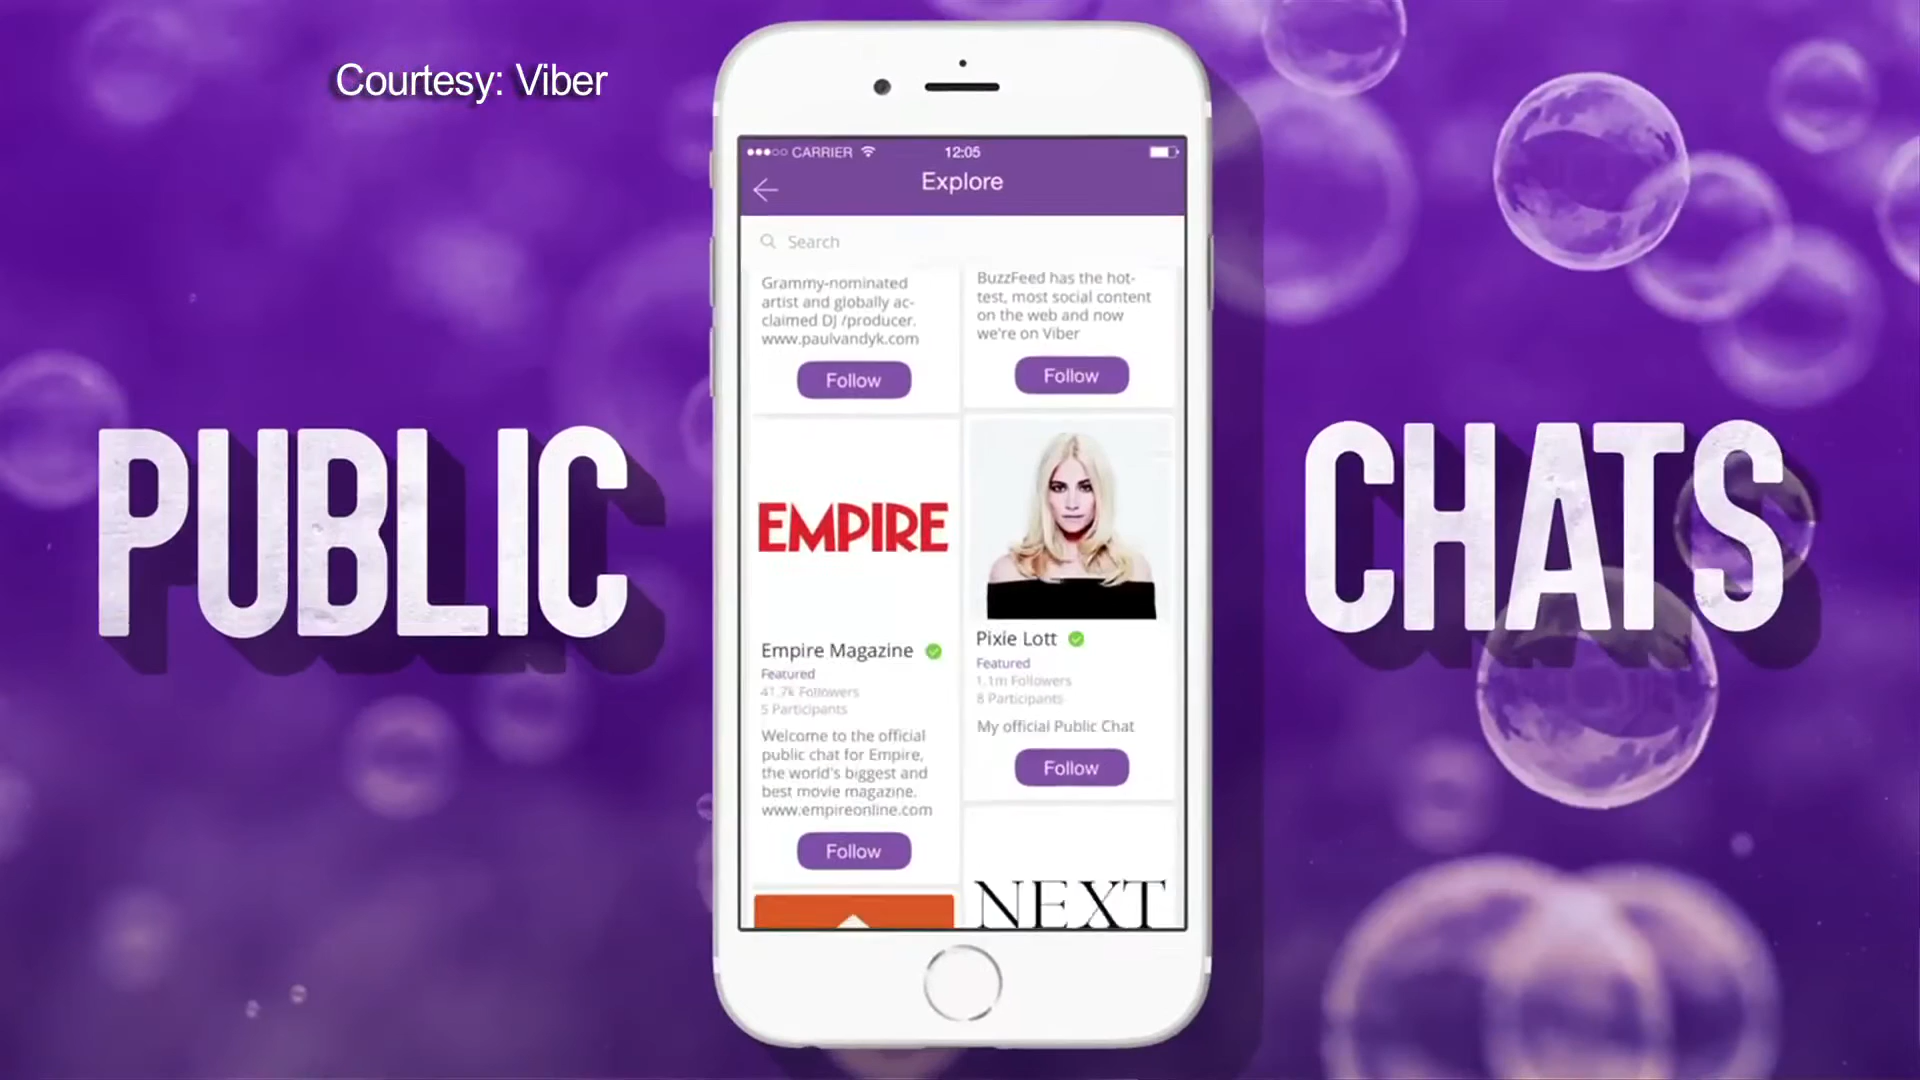 Courtesy: Viber
PUBLIC
CHATS
CARRIER
12:05
Explore
Search
Grammy-nominated
artist and globally ac-
claimed DJ /producer.
www.paulvandyk.com
Follow
BuzzFeed has the hot-
test, most social content
on the web and now
we're on Viber
Follow
EMPIRE
Empire Magazine
Featured
41.7k Followers
5 Participants
Welcome to the official
public chat for Empire,
the world's biggest and
best movie magazine.
www.empireonline.com
Follow
Pixie Lott
Featured
1.1m Followers
8 Participants
My official Public Chat
Follow
NEXT